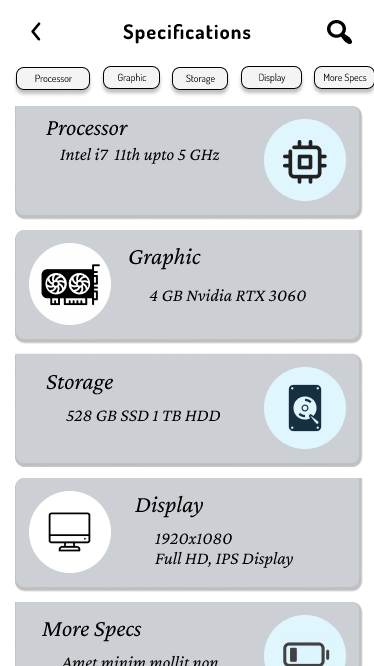 Specifications
Processor Graphic Storage Display More Specs
Processor
Intel i7 11th upto 5 GHz
Graphic
4 GB Nvidia RTX 3060
Storage
528 GB SSD 1 TB HDD
Display
1920x1080
Full HD, IPS Display
More Specs
Amet minim mollit non